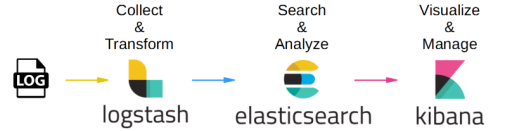 Collect
&
Transform
Search
&
Analyze
Visualize
&
Manage
LOG
logstash
elasticsearch
kibana